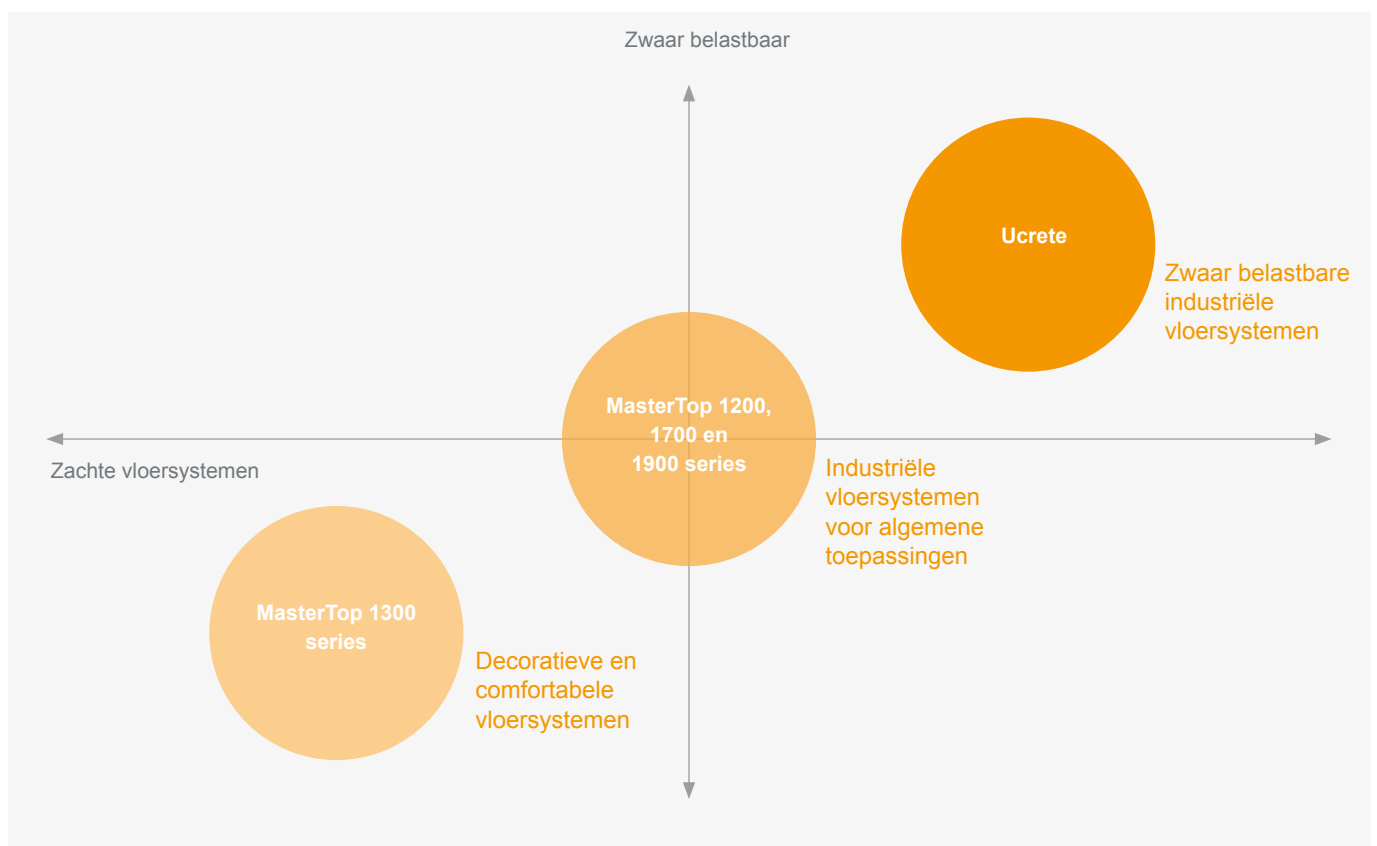 Zwaar belastbaar
Ucrete
Zwaar belastbare
industriële
vloersystemen
MasterTop 1200,
1700 en
1900 series
Zachte vloersystemen
Industriële
vloersystemen
voor algemene
toepassingen
MasterTop 1300
series
Decoratieve en
comfortabele
vloersystemen